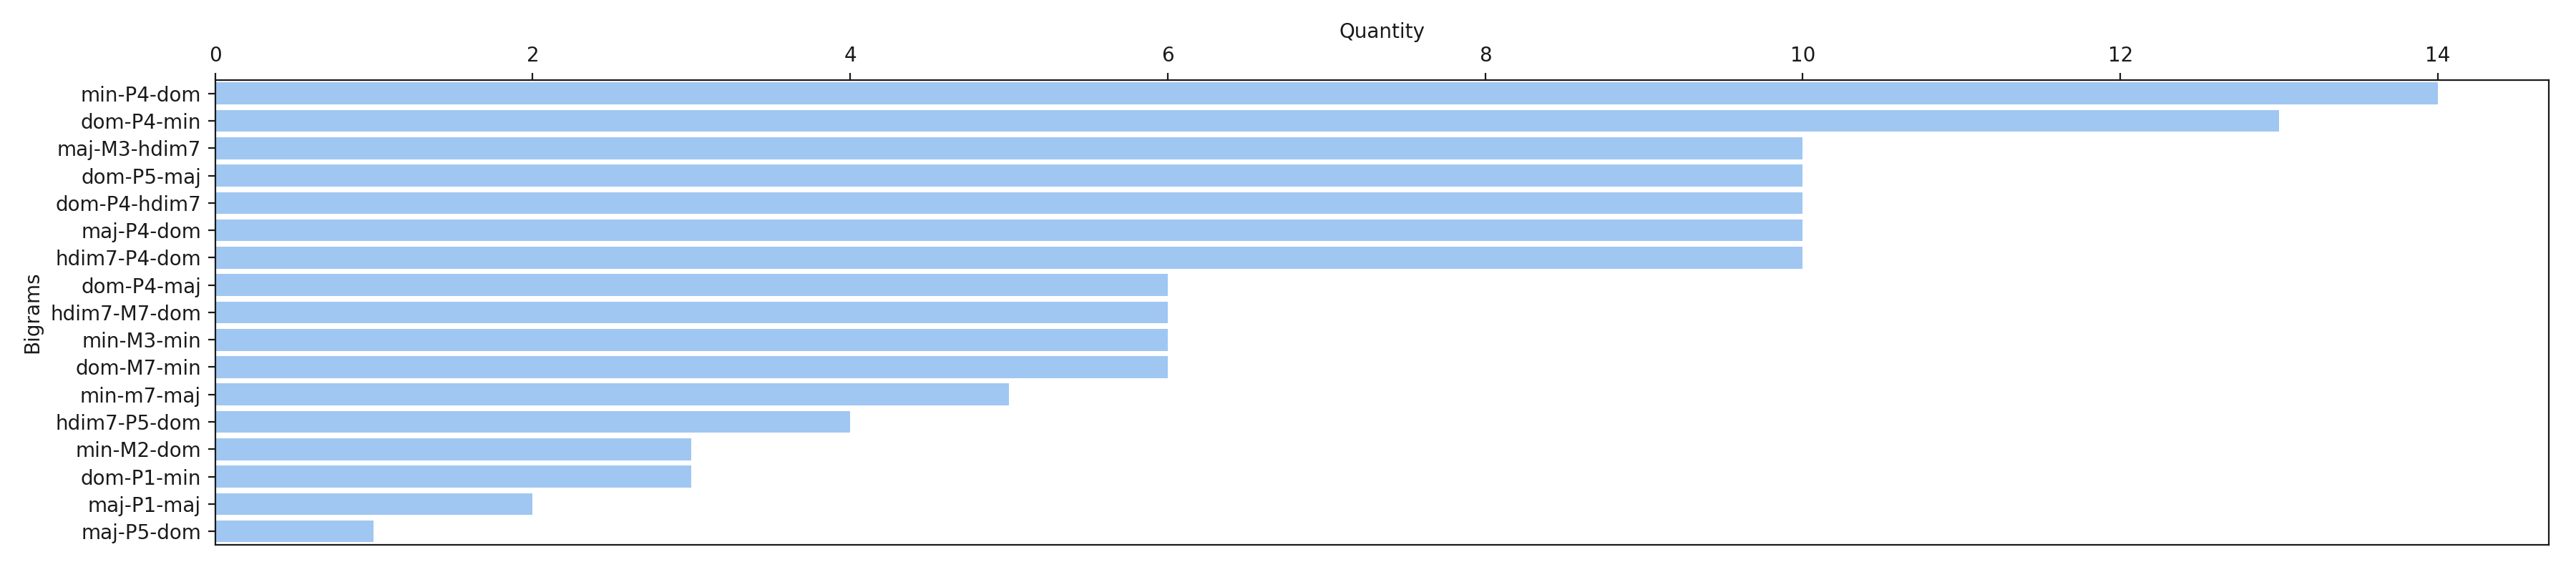 Quantity
0 2 4 6 8 10 12 14
Bigrams
min-P4-dom
dom-P4-min
maj-M3-hdim7
dom-P5-maj
dom-P4-hdim7
maj-P4-dom
hdim7-P4-dom
dom-P4-maj
hdim7-M7-dom
min-M3-min
dom-M7-min
min-m7-maj
hdim7-P5-dom
min-M2-dom
dom-P1-min
maj-P1-maj
maj-P5-dom